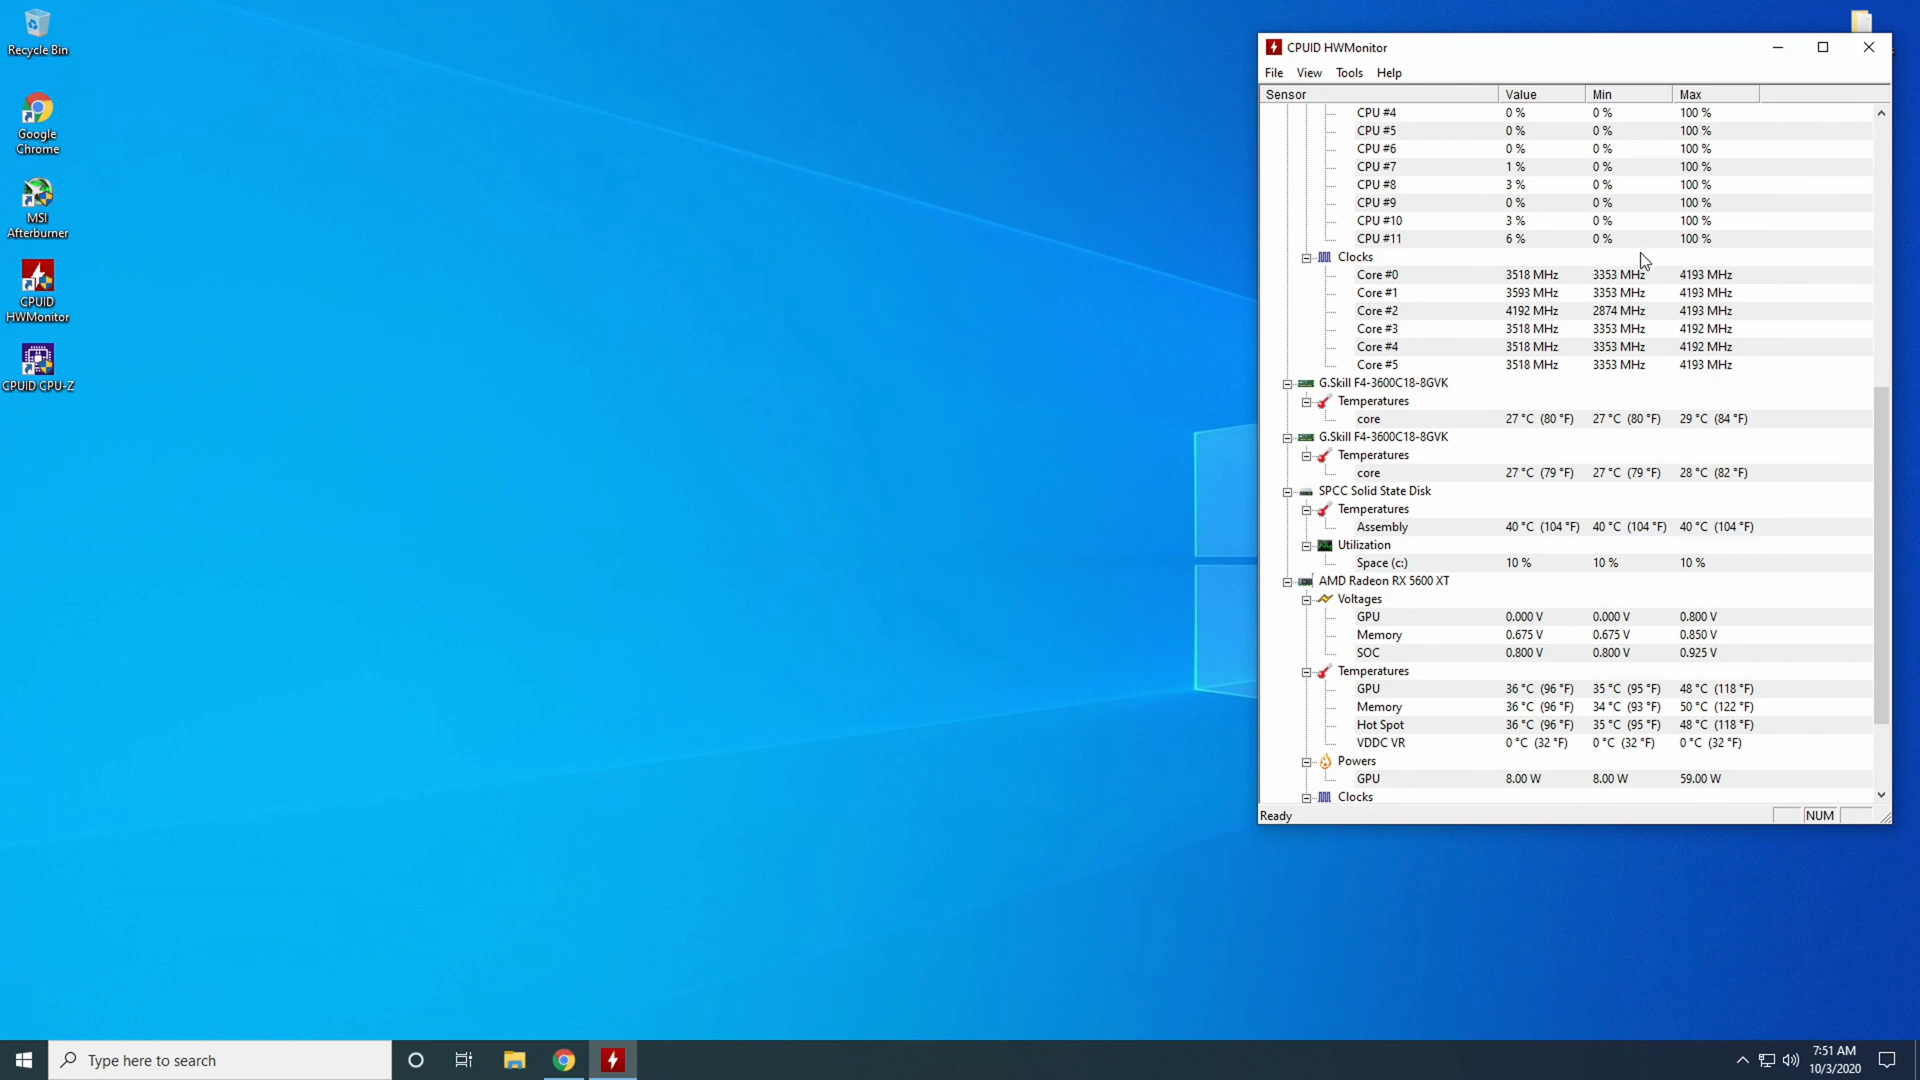 Recycle Bin
Google
Chrome
MSI
Afterburner
CPUID
HWMonitor
CPUID CPU-Z
CPUID HWMonitor
File View Tools Help
Sensor Value Min Max
CPU #4 0 % 0 % 100 %
CPU #5 0 % 0 % 100 %
CPU #6 0 % 0 % 100 %
CPU #7 1 % 0 % 100 %
CPU #8 3 % 0 % 100 %
CPU #9 0 % 0 % 100 %
CPU #10 3 % 0 % 100 %
CPU #11 6 % 0 % 100 %
Clocks
Core #0 3518 MHz 3353 MHz 4193 MHz
Core #1 3593 MHz 3353 MHz 4193 MHz
Core #2 4192 MHz 2874 MHz 4193 MHz
Core #3 3518 MHz 3353 MHz 4192 MHz
Core #4 3518 MHz 3353 MHz 4192 MHz
Core #5 3518 MHz 3353 MHz 4193 MHz
G.Skill F4-3600C18-8GVK
Temperatures
core 27 °C (80 °F) 27 °C (80 °F) 29 °C (84 °F)
G.Skill F4-3600C18-8GVK
Temperatures
core 27 °C (79 °F) 27 °C (79 °F) 28 °C (82 °F)
SPCC Solid State Disk
Temperatures
Assembly 40 °C (104 °F) 40 °C (104 °F) 40 °C (104 °F)
Utilization
Space (c:) 10 % 10 % 10 %
AMD Radeon RX 5600 XT
Voltages
GPU 0.000 V 0.000 V 0.800 V
Memory 0.675 V 0.675 V 0.850 V
SOC 0.800 V 0.800 V 0.925 V
Temperatures
GPU 36 °C (96 °F) 35 °C (95 °F) 48 °C (118 °F)
Memory 36 °C (96 °F) 34 °C (93 °F) 50 °C (122 °F)
Hot Spot 36 °C (96 °F) 35 °C (95 °F) 48 °C (118 °F)
VDDC VR 0 °C (32 °F) 0 °C (32 °F) 0 °C (32 °F)
Powers
GPU 8.00 W 8.00 W 59.00 W
Clocks
Ready NUM
Type here to search
7:51 AM
10/3/2020